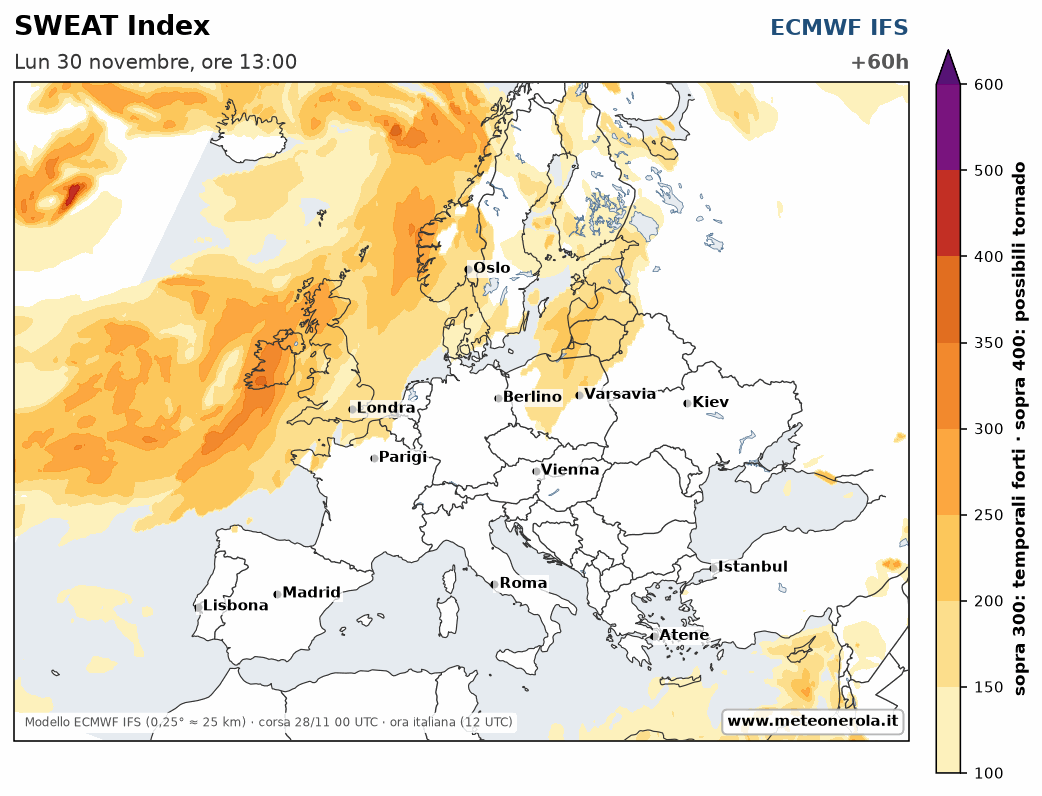 SWEAT Index
ECMWF IFS
Lun 30 novembre, ore 13:00
+60h
600
500
400
350
300
250
200
150
100
sopra 300: temporali forti · sopra 400: possibili tornado
Oslo
Berlino
Varsavia
Kiev
Londra
Parigi
Vienna
Istanbul
Roma
Madrid
Lisbona
Atene
Modello ECMWF IFS (0,25° ≈ 25 km) · corsa 28/11 00 UTC · ora italiana (12 UTC)
www.meteonerola.it